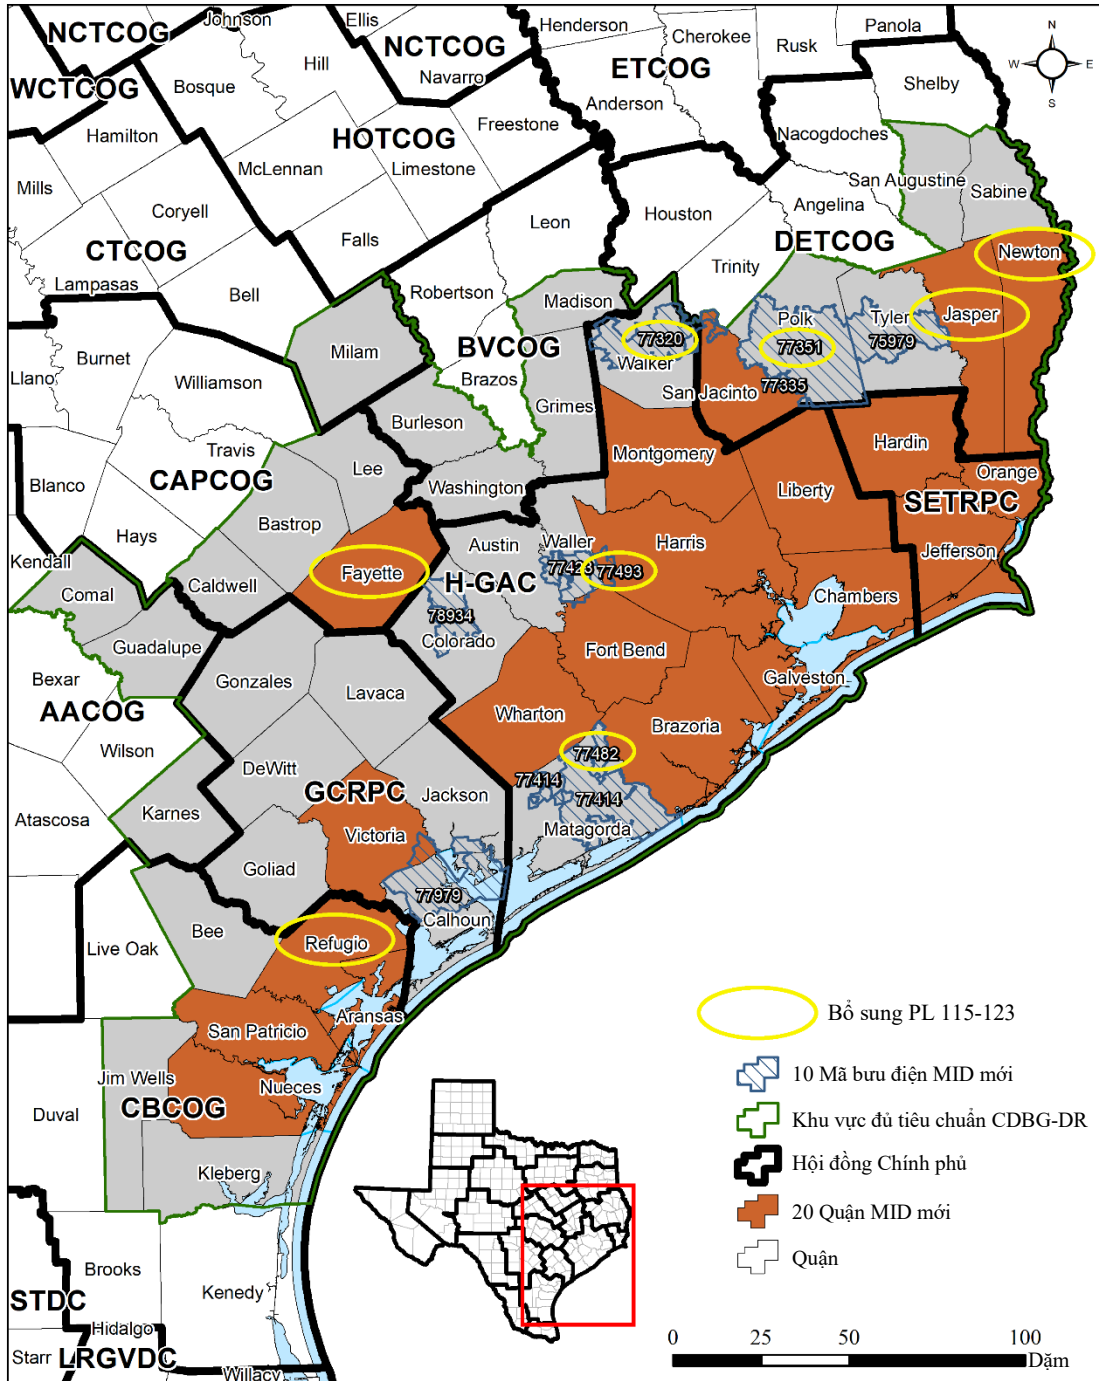 NCTCOG
Johnson
Ellis
NCTCOG
Navarro
Henderson
Cherokee
Rusk
Panola
N
W
E
S
WCTCOG
Bosque
Hill
ETCOG
Anderson
Shelby
Hamilton
HOTCOG
Freestone
Nacogdoches
McLennan
Limestone
Mills
Coryell
San Augustine
Sabine
Leon
Houston
Angelina
CTCOG
Falls
DETCOG
Newton
Lampasas
Bell
Robertson
Trinity
Madison
Polk
Tyler
Jasper
Milam
77320
77351
75979
Burnet
BVCOG
Walker
Llano
Williamson
Brazos
San Jacinto
77335
Grimes
Burleson
Travis
Montgomery
Hardin
Lee
Orange
CAPCOG
Blanco
Washington
Liberty
SETRPC
Bastrop
Hays
Austin
Waller
Harris
Jefferson
Kendall
Fayette
77423
77493
Comal
Caldwell
H-GAC
Chambers
78934
Colorado
Guadalupe
Fort Bend
Bexar
Gonzales
Lavaca
Galveston
AACOG
Wharton
Brazoria
Wilson
77482
DeWitt
77414
GCRPC
Jackson
77414
Karnes
Atascosa
Victoria
Matagorda
Goliad
77979
Calhoun
Bee
Live Oak
Refugio
Aransas
San Patricio
Jim Wells
Nueces
Duval
CBCOG
Kleberg
Brooks
STDC
Kenedy
Hidalgo
Starr
LRGVDC
Willacy
Bổ sung PL 115-123
10 Mã bưu điện MID mới
Khu vực đủ tiêu chuẩn CDBG-DR
Hội đồng Chính phủ
20 Quận MID mới
Quận
0
25
50
100
Dặm